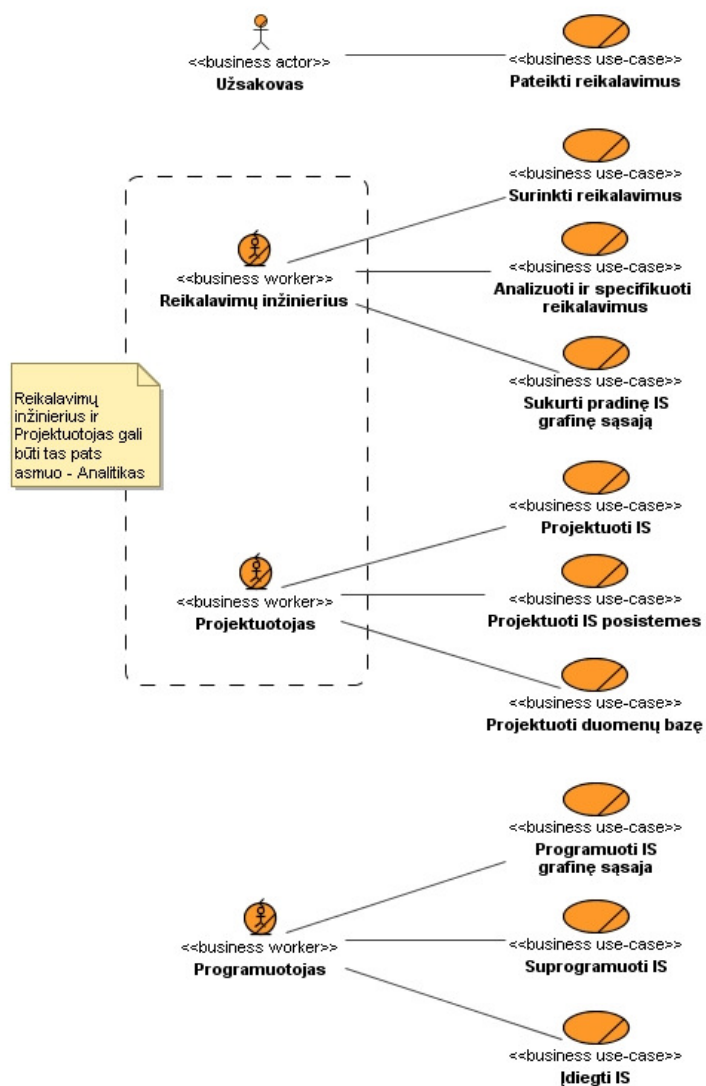 <<business actor>>
Užsakovas
<<business use-case>>
Pateikti reikalavimus
<<business use-case>>
Surinkti reikalavimus
<<business worker>>
Reikalavimų inžinierius
<<business use-case>>
Analizuoti ir specifikuoti
reikalavimus
<<business use-case>>
Sukurti pradinę IS
grafinę sąsają
Reikalavimų
inžinierius ir
Projektuotojas gali
būti tas pats
asmuo - Analitikas
<<business use-case>>
Projektuoti IS
<<business worker>>
Projektuotojas
<<business use-case>>
Projektuoti IS posistemes
<<business use-case>>
Projektuoti duomenų bazę
<<business use-case>>
Programuoti IS
grafinę sąsaja
<<business worker>>
Programuotojas
<<business use-case>>
Suprogramuoti IS
<<business use-case>>
Įdiegti IS